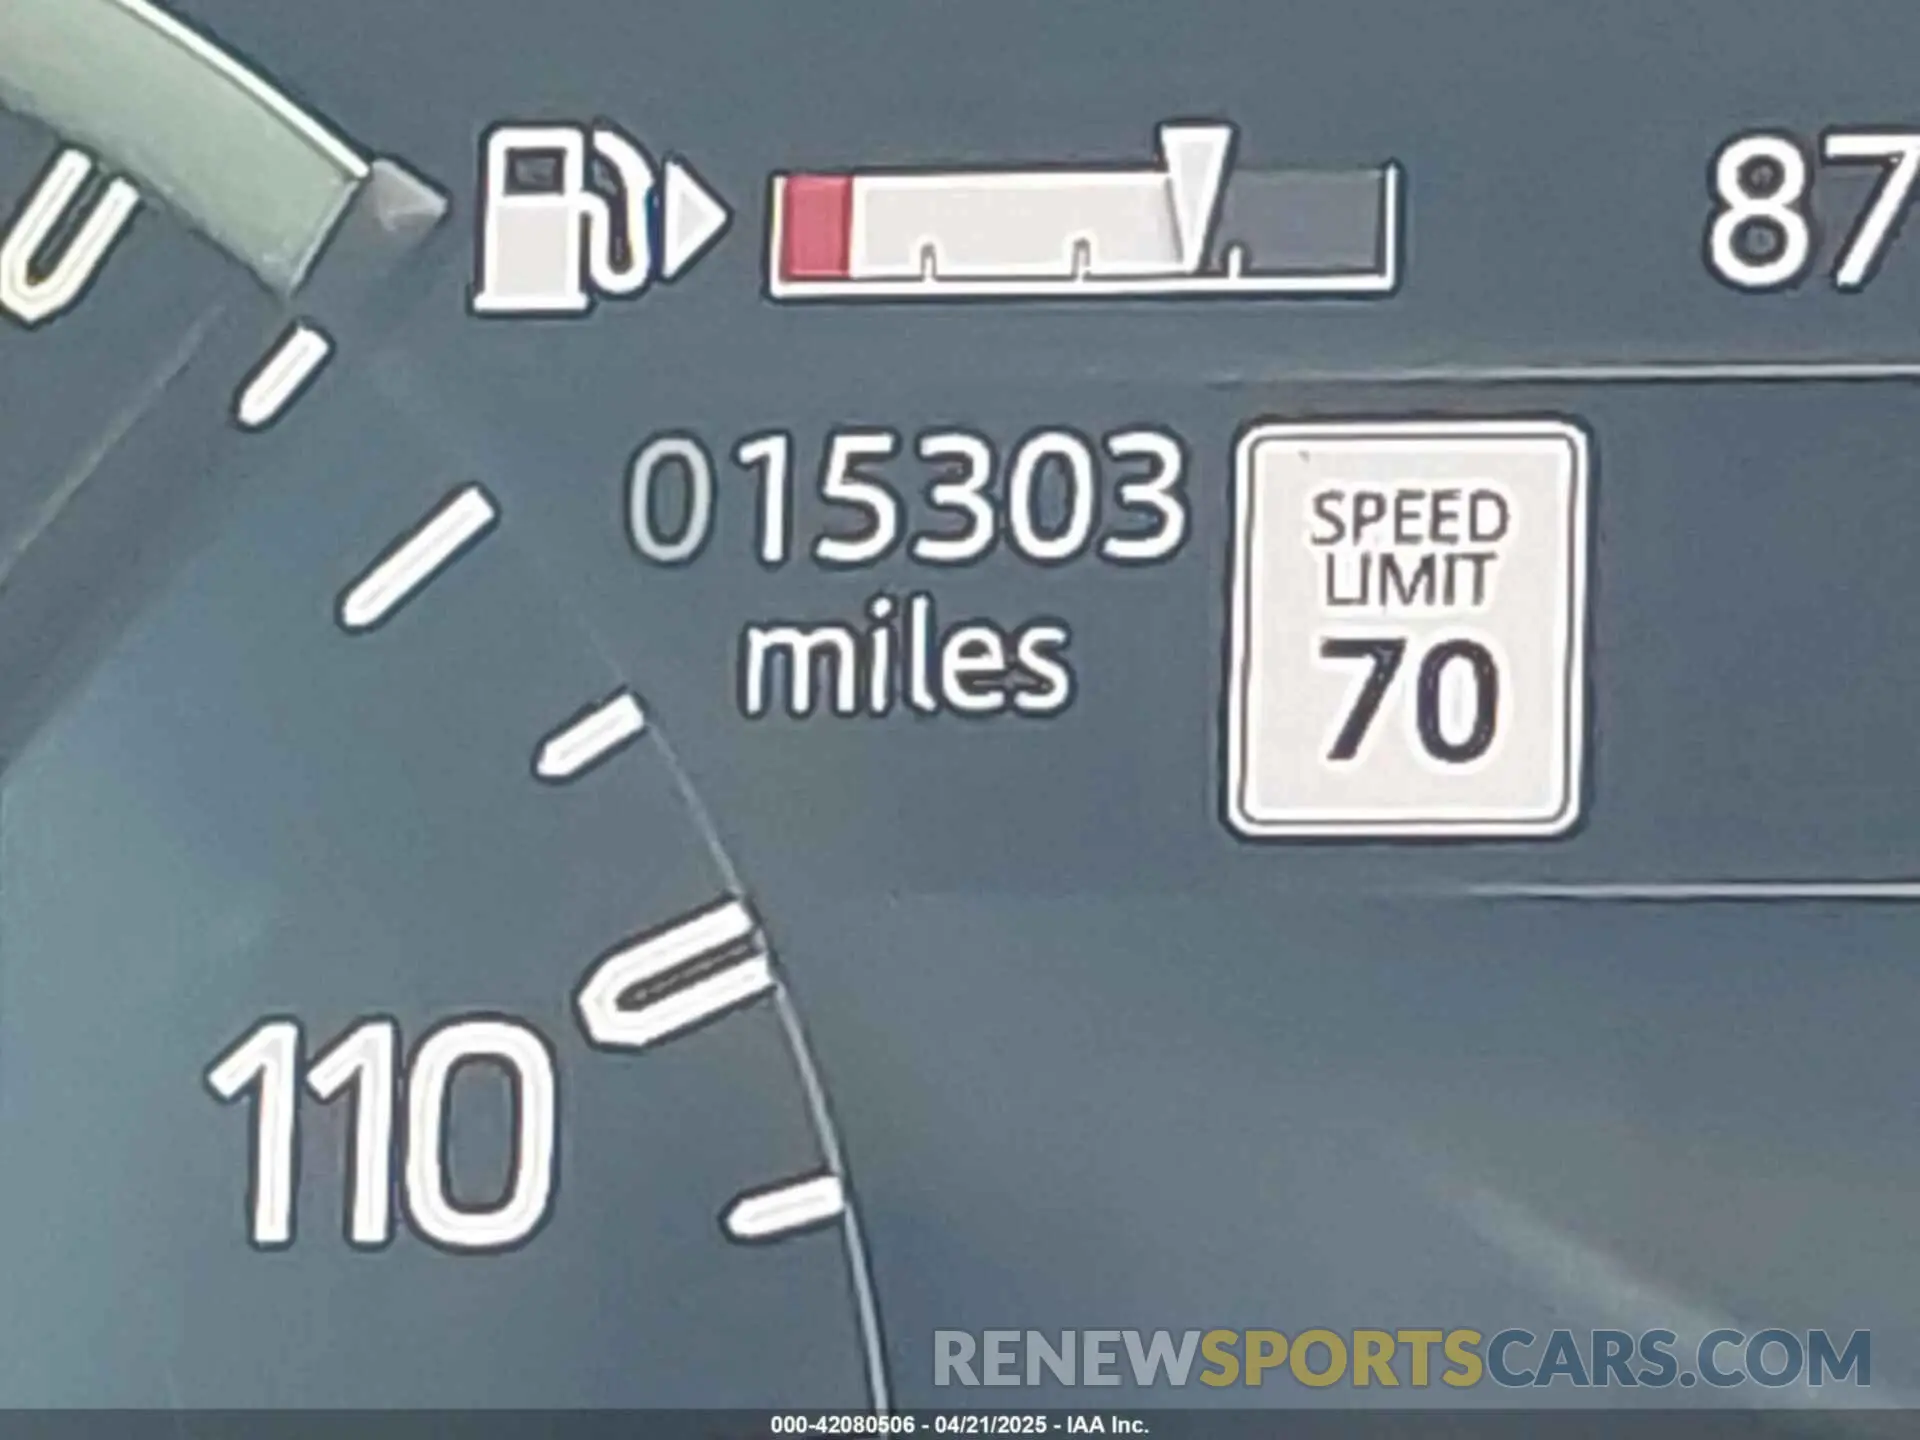 87
015303
miles
SPEED
LIMIT
70
110
RENEWSPORTSCARS.COM
000-42080506 - 04/21/2025 - IAA Inc.